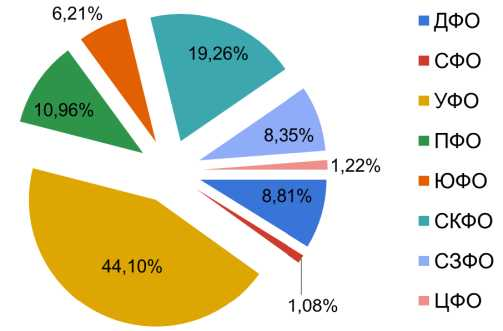 6,21%
19,26%
10,96%
8,35%
1,22%
8,81%
44,10%
1,08%
ДФО
СФО
УФО
ПФО
ЮФО
СКФО
СЗФО
ЦФО